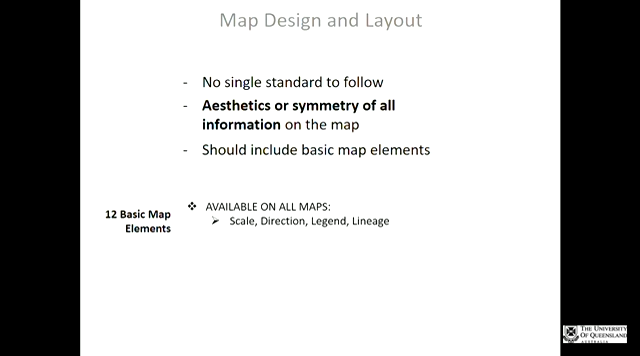 Map Design and Layout
- No single standard to follow
- Aesthetics or symmetry of all
information on the map
- Should include basic map elements
12 Basic Map
Elements
❖ AVAILABLE ON ALL MAPS:
➢ Scale, Direction, Legend, Lineage
THE UNIVERSITY
OF QUEENSLAND
AUSTRALIA